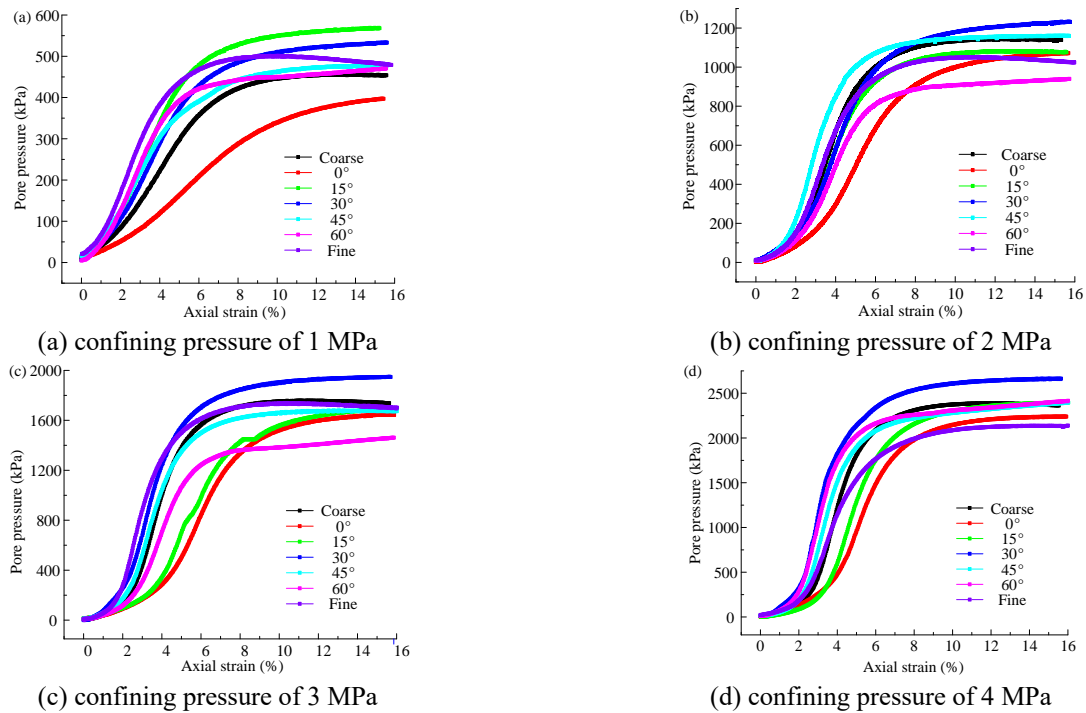 (a)
600
500
400
300
200
100
0
Pore pressure (kPa)
Coarse
0°
15°
30°
45°
60°
Fine
0 2 4 6 8 10 12 14 16
Axial strain (%)
(a) confining pressure of 1 MPa
(b)
1200
1000
800
600
400
200
0
Pore pressure (kPa)
Coarse
0°
15°
30°
45°
60°
Fine
0 2 4 6 8 10 12 14 16
Axial strain (%)
(b) confining pressure of 2 MPa
(c)
2000
1600
1200
800
400
0
Pore pressure (kPa)
Coarse
0°
15°
30°
45°
60°
Fine
0 2 4 6 8 10 12 14 16
Axial strain (%)
(c) confining pressure of 3 MPa
(d)
2500
2000
1500
1000
500
0
Pore pressure (kPa)
Coarse
0°
15°
30°
45°
60°
Fine
0 2 4 6 8 10 12 14 16
Axial strain (%)
(d) confining pressure of 4 MPa